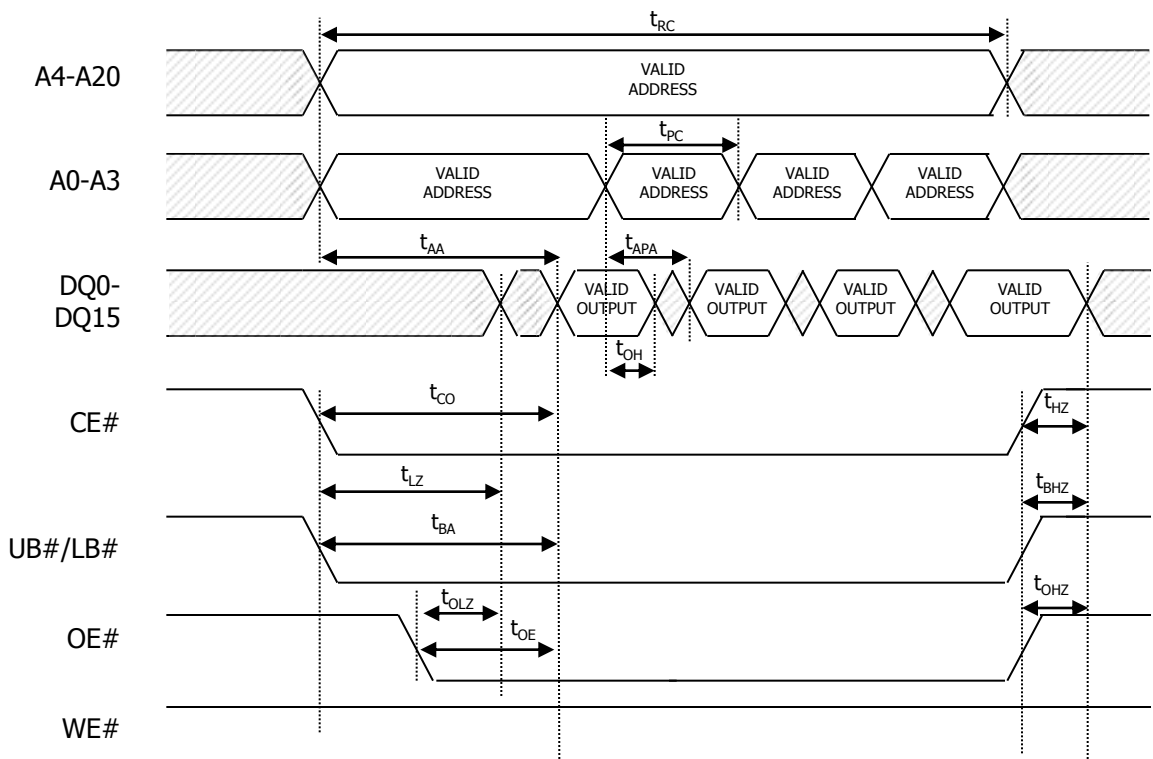 tRC
A4-A20
VALID
ADDRESS
tPC
A0-A3
VALID
ADDRESS
VALID
ADDRESS
VALID
ADDRESS
VALID
ADDRESS
tAA
tAPA
DQ0-
DQ15
VALID
OUTPUT
VALID
OUTPUT
VALID
OUTPUT
VALID
OUTPUT
tOH
CE#
tCO
tHZ
tLZ
tBHZ
UB#/LB#
tBA
tOLZ
tOHZ
OE#
tOE
WE#